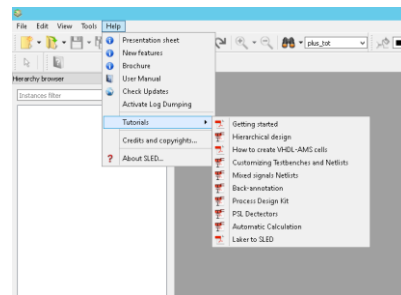 File Edit View Tools Help
Presentation sheet
New features
Brochure
User Manual
Check Updates
Activate Log Dumping
Tutorials
Credits and copyrights...
About SLED...
plus_tot
Hierarchy browser
Instances filter
Getting started
Hierarchical design
How to create VHDL-AMS cells
Customizing Testbenches and Netlists
Mixed signals Netlists
Back-annotation
Process Design Kit
PSL Dectectors
Automatic Calculation
Laker to SLED